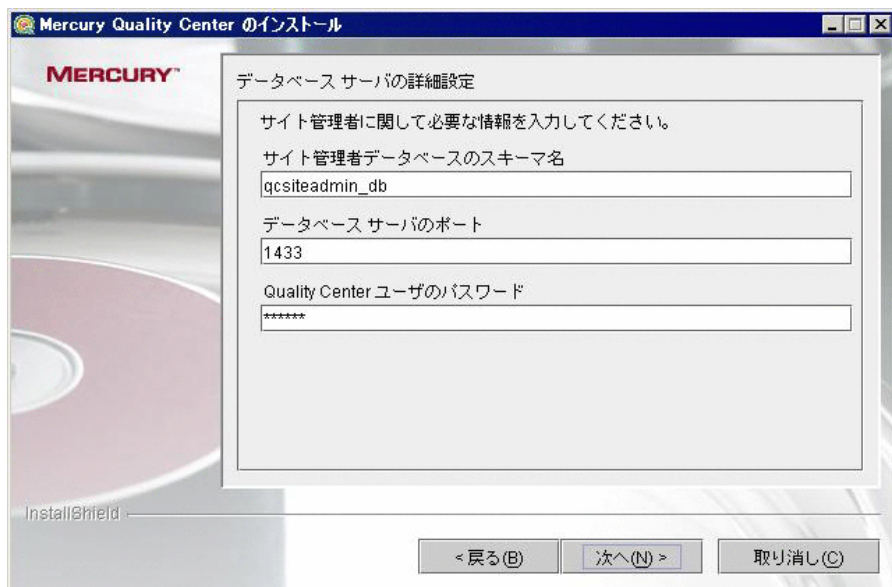 Mercury Quality Center のインストール
MERCURY™
データベース サーバの詳細設定
サイト管理者に関して必要な情報を入力してください。
サイト管理者データベースのスキーマ名
qcsiteadmin_db
データベース サーバのポート
1433
Quality Center ユーザのパスワード
******
InstallShield
< 戻る(B)
次へ(N) >
取り消し(C)